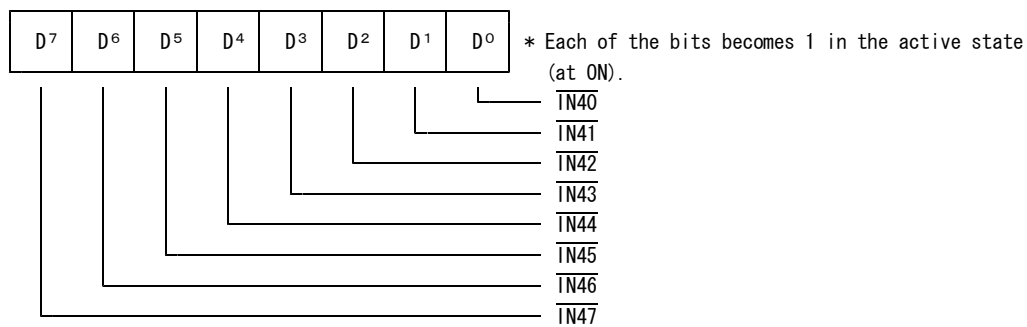 D7 D6 D5 D4 D3 D2 D1 D0 * Each of the bits becomes 1 in the active state
(at ON).
IN40
IN41
IN42
IN43
IN44
IN45
IN46
IN47